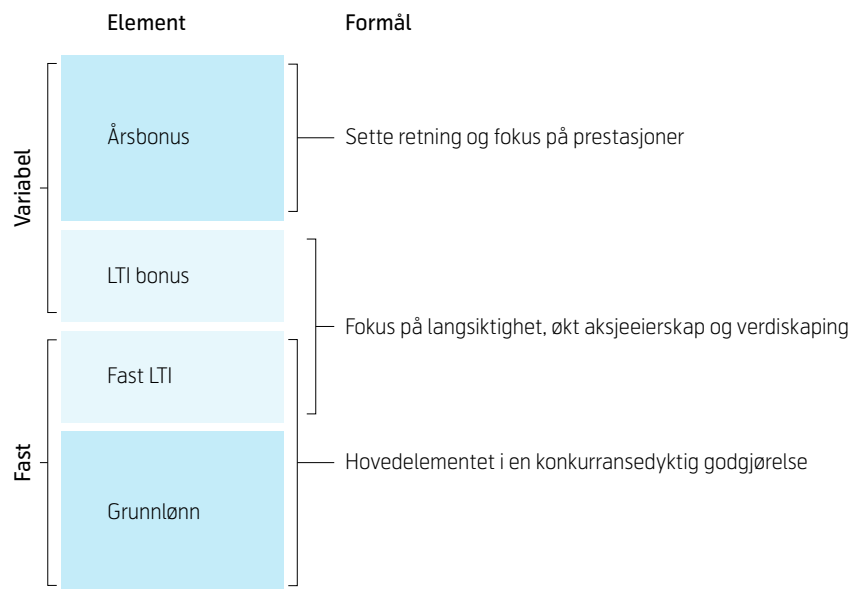 Element
Formål
Variabel
Årsbonus
Sette retning og fokus på prestasjoner
LTI bonus
Fokus på langsiktighet, økt aksjeeierskap og verdiskaping
Fast
Fast LTI
Hovedelementet i en konkurransedyktig godgjørelse
Grunnlønn